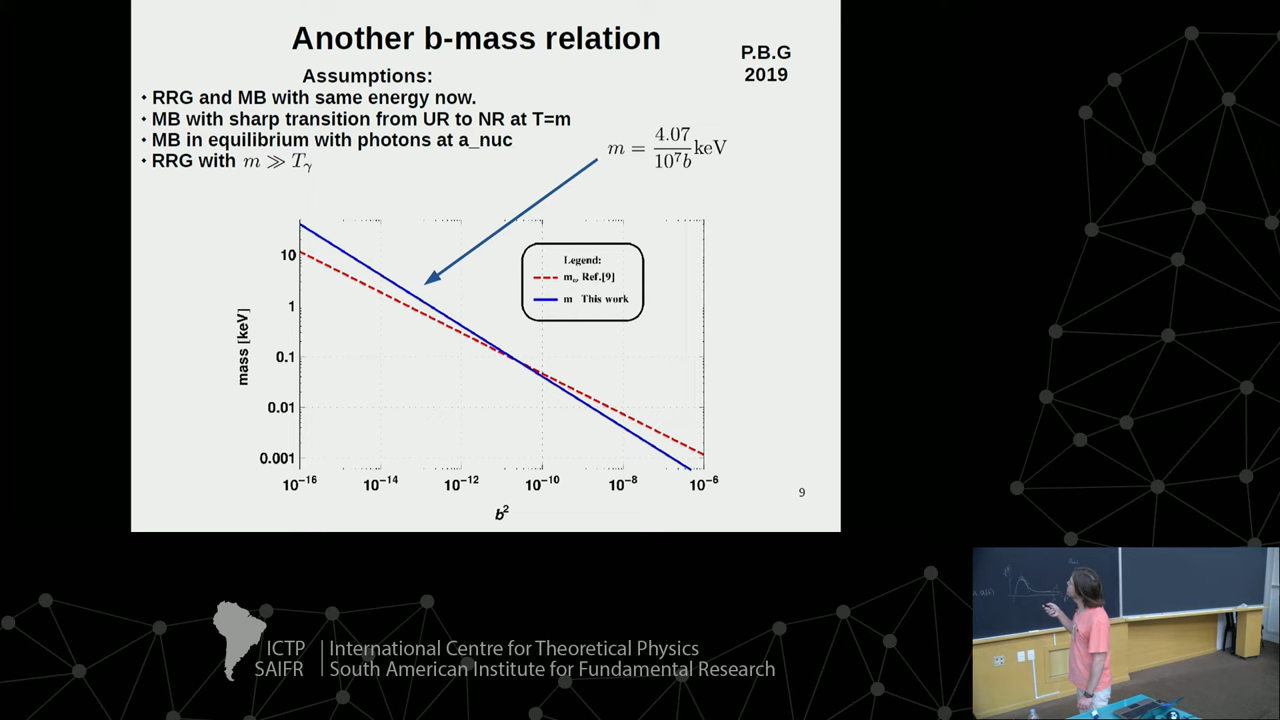 Another b-mass relation
P.B.G
2019
Assumptions:
• RRG and MB with same energy now.
• MB with sharp transition from UR to NR at T=m
• MB in equilibrium with photons at a_nuc
• RRG with m ≫ Tγ
m = 4.07/10⁷b keV
Legend:
Ref.[9]
m This work
mass [keV]
10
1
0.1
0.01
0.001
10⁻¹⁶ 10⁻¹⁴ 10⁻¹² 10⁻¹⁰ 10⁻⁸ 10⁻⁶
b²
9
ICTP
SAIFR
International Centre for Theoretical Physics
South American Institute for Fundamental Research